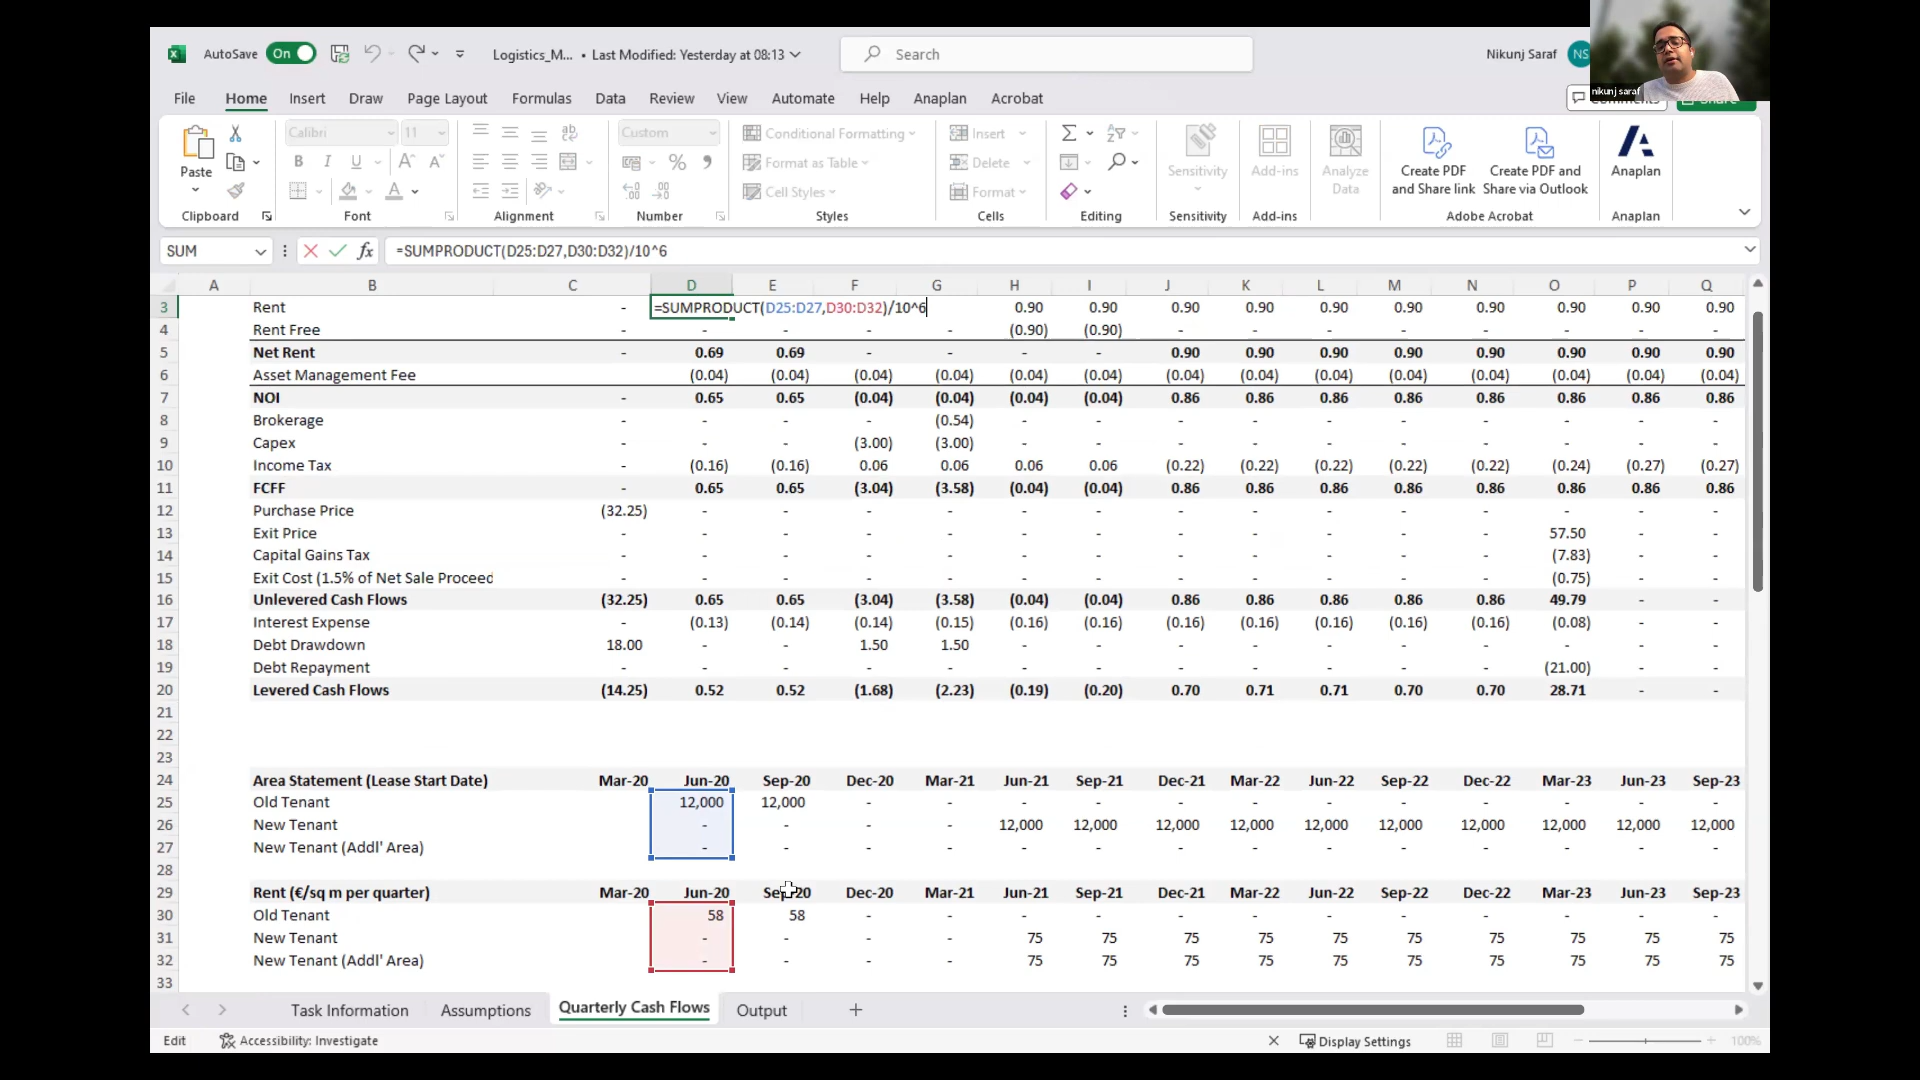 AutoSave On Logistics_M... • Last Modified: Yesterday at 08:13 Search Nikunj Saraf NS
nikunj saraf
File Home Insert Draw Page Layout Formulas Data Review View Automate Help Anaplan Acrobat Comments Share
Paste
Calibri 11
B I U
Custom
Conditional Formatting
Format as Table
Cell Styles
Insert
Delete
Format
Sensitivity
Add-ins
Analyze Data
Create PDF and Share link
Create PDF and Share via Outlook
Anaplan
Clipboard Font Alignment Number Styles Cells Editing Sensitivity Add-ins Adobe Acrobat Anaplan
SUM fx =SUMPRODUCT(D25:D27,D30:D32)/10^6
A B C D E F G H I J K L M N O P Q
3 Rent - =SUMPRODUCT(D25:D27,D30:D32)/10^6 0.90 0.90 0.90 0.90 0.90 0.90 0.90 0.90 0.90 0.90
4 Rent Free - - - - - (0.90) (0.90) - - - - - - - -
5 Net Rent - 0.69 0.69 - - - - 0.90 0.90 0.90 0.90 0.90 0.90 0.90 0.90
6 Asset Management Fee (0.04) (0.04) (0.04) (0.04) (0.04) (0.04) (0.04) (0.04) (0.04) (0.04) (0.04) (0.04) (0.04) (0.04)
7 NOI - 0.65 0.65 (0.04) (0.04) (0.04) (0.04) 0.86 0.86 0.86 0.86 0.86 0.86 0.86 0.86
8 Brokerage - - - - (0.54) - - - - - - - - - -
9 Capex - - - (3.00) (3.00) - - - - - - - - - -
10 Income Tax - (0.16) (0.16) 0.06 0.06 0.06 0.06 (0.22) (0.22) (0.22) (0.22) (0.22) (0.24) (0.27) (0.27)
11 FCFF - 0.65 0.65 (3.04) (3.58) (0.04) (0.04) 0.86 0.86 0.86 0.86 0.86 0.86 0.86 0.86
12 Purchase Price (32.25) - - - - - - - - - - - - - -
13 Exit Price - - - - - - - - - - - - 57.50 - -
14 Capital Gains Tax - - - - - - - - - - - - (7.83) - -
15 Exit Cost (1.5% of Net Sale Proceed - - - - - - - - - - - - (0.75) - -
16 Unlevered Cash Flows (32.25) 0.65 0.65 (3.04) (3.58) (0.04) (0.04) 0.86 0.86 0.86 0.86 0.86 49.79 - -
17 Interest Expense - (0.13) (0.14) (0.14) (0.15) (0.16) (0.16) (0.16) (0.16) (0.16) (0.16) (0.16) (0.08) - -
18 Debt Drawdown 18.00 - - 1.50 1.50 - - - - - - - - - -
19 Debt Repayment - - - - - - - - - - - - (21.00) - -
20 Levered Cash Flows (14.25) 0.52 0.52 (1.68) (2.23) (0.19) (0.20) 0.70 0.71 0.71 0.70 0.70 28.71 - -
21
22
23
24 Area Statement (Lease Start Date) Mar-20 Jun-20 Sep-20 Dec-20 Mar-21 Jun-21 Sep-21 Dec-21 Mar-22 Jun-22 Sep-22 Dec-22 Mar-23 Jun-23 Sep-23
25 Old Tenant 12,000 12,000 - - - - - - - - - - - -
26 New Tenant - - - - 12,000 12,000 12,000 12,000 12,000 12,000 12,000 12,000 12,000 12,000
27 New Tenant (Addl' Area) - - - - - - - - - - - - - -
28
29 Rent (€/sq m per quarter) Mar-20 Jun-20 Sep-20 Dec-20 Mar-21 Jun-21 Sep-21 Dec-21 Mar-22 Jun-22 Sep-22 Dec-22 Mar-23 Jun-23 Sep-23
30 Old Tenant 58 58 - - - - - - - - - - - -
31 New Tenant - - - - 75 75 75 75 75 75 75 75 75 75
32 New Tenant (Addl' Area) - - - - 75 75 75 75 75 75 75 75 75 75
33
Task Information Assumptions Quarterly Cash Flows Output
Edit Accessibility: Investigate Display Settings 100%